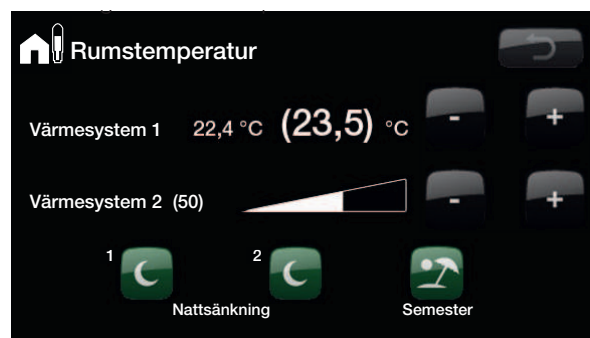 Rumstemperatur
Värmesystem 1 22,4 °C (23,5) °C - +
Värmesystem 2 (50) - +
1 2
Nattsänkning Semester